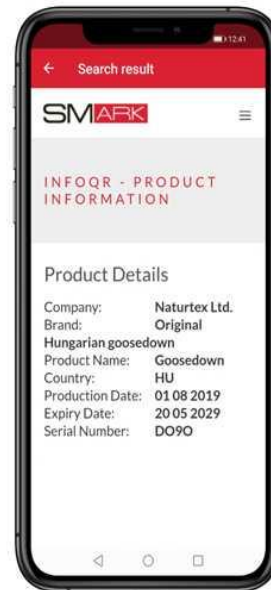 12:41
Search result
SMARK
INFOQR - PRODUCT
INFORMATION
Product Details
Company: Naturtex Ltd.
Brand: Original
Hungarian goosedown
Product Name: Goosedown
Country: HU
Production Date: 01 08 2019
Expiry Date: 20 05 2029
Serial Number: DO9O